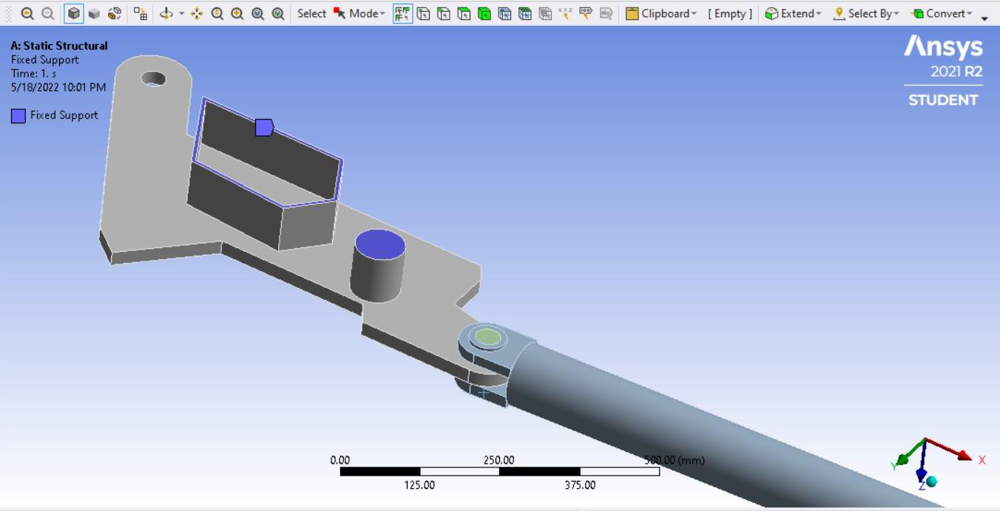 Select Mode Clipboard [ Empty ] Extend Select By Convert
A: Static Structural
Fixed Support
Time: 1. s
5/18/2022 10:01 PM
Fixed Support
Ansys
2021 R2
STUDENT
0.00 250.00 500.00 (mm)
125.00 375.00
X
Y
Z